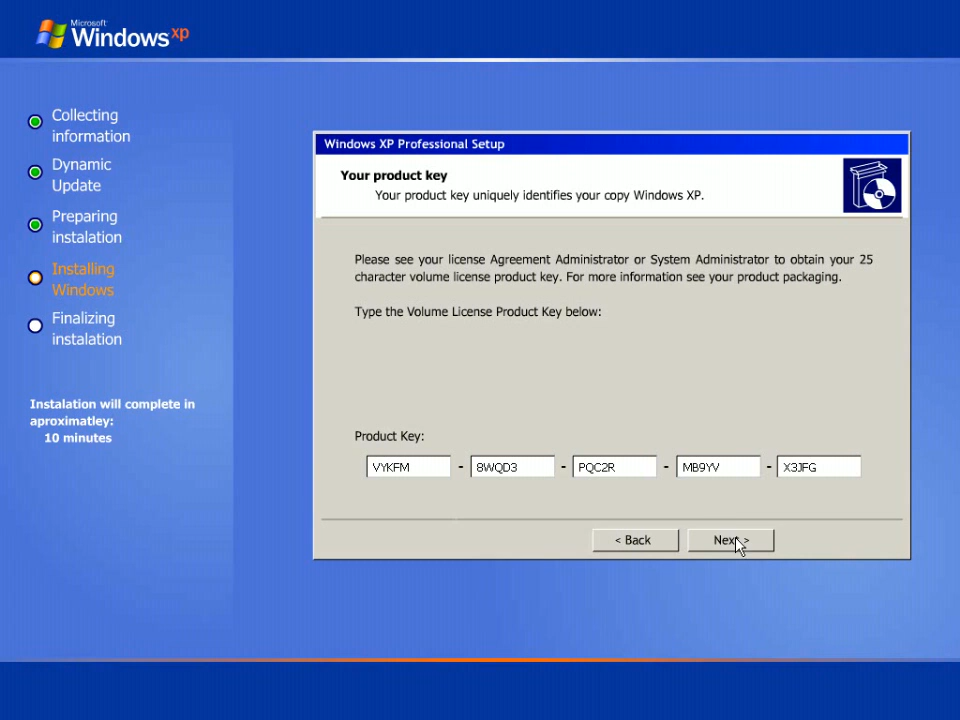 Microsoft
Windows xp
Collecting
information
Dynamic
Update
Preparing
instalation
Installing
Windows
Finalizing
instalation
Instalation will complete in
aproximatley:
10 minutes
Windows XP Professional Setup
Your product key
Your product key uniquely identifies your copy Windows XP.
Please see your license Agreement Administrator or System Administrator to obtain your 25
character volume license product key. For more information see your product packaging.
Type the Volume License Product Key below:
Product Key:
VYKFM - 8WQD3 - PQC2R - MB9YV - X3JFG
< Back Next >